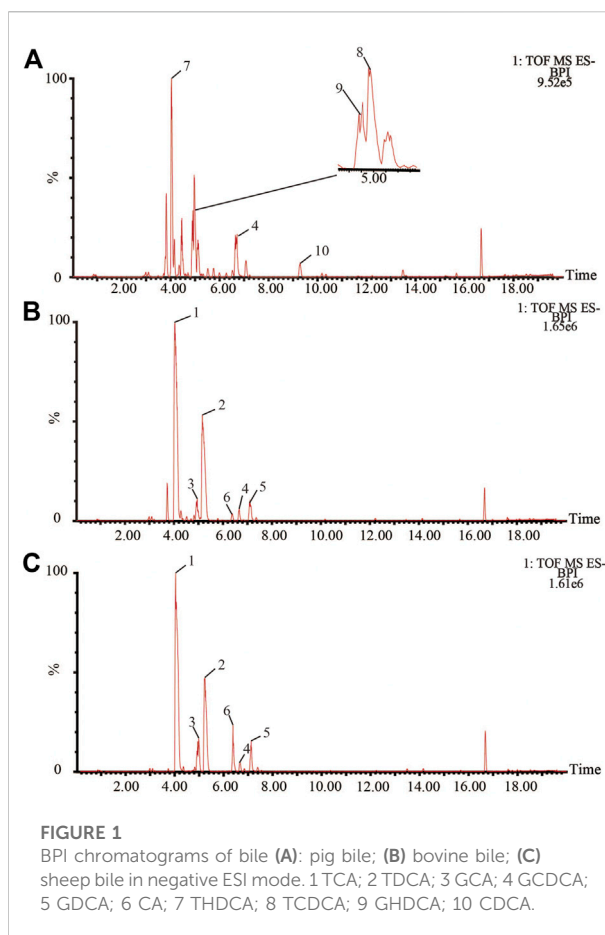 A
7
1: TOF MS ES-
BPI
9.52e5
8
9
5.00
100
%
4
10
0
Time
2.00 4.00 6.00 8.00 10.00 12.00 14.00 16.00 18.00
B
1: TOF MS ES-
BPI
1.65e6
100
1
%
2
3
6
4
5
0
Time
2.00 4.00 6.00 8.00 10.00 12.00 14.00 16.00 18.00
C
1: TOF MS ES-
BPI
1.61e6
100
1
%
2
3
6
4
5
0
Time
2.00 4.00 6.00 8.00 10.00 12.00 14.00 16.00 18.00
FIGURE 1
BPI chromatograms of bile (A): pig bile; (B) bovine bile; (C)
sheep bile in negative ESI mode. 1 TCA; 2 TDCA; 3 GCA; 4 GCDCA;
5 GDCA; 6 CA; 7 THDCA; 8 TCDCA; 9 GHDCA; 10 CDCA.